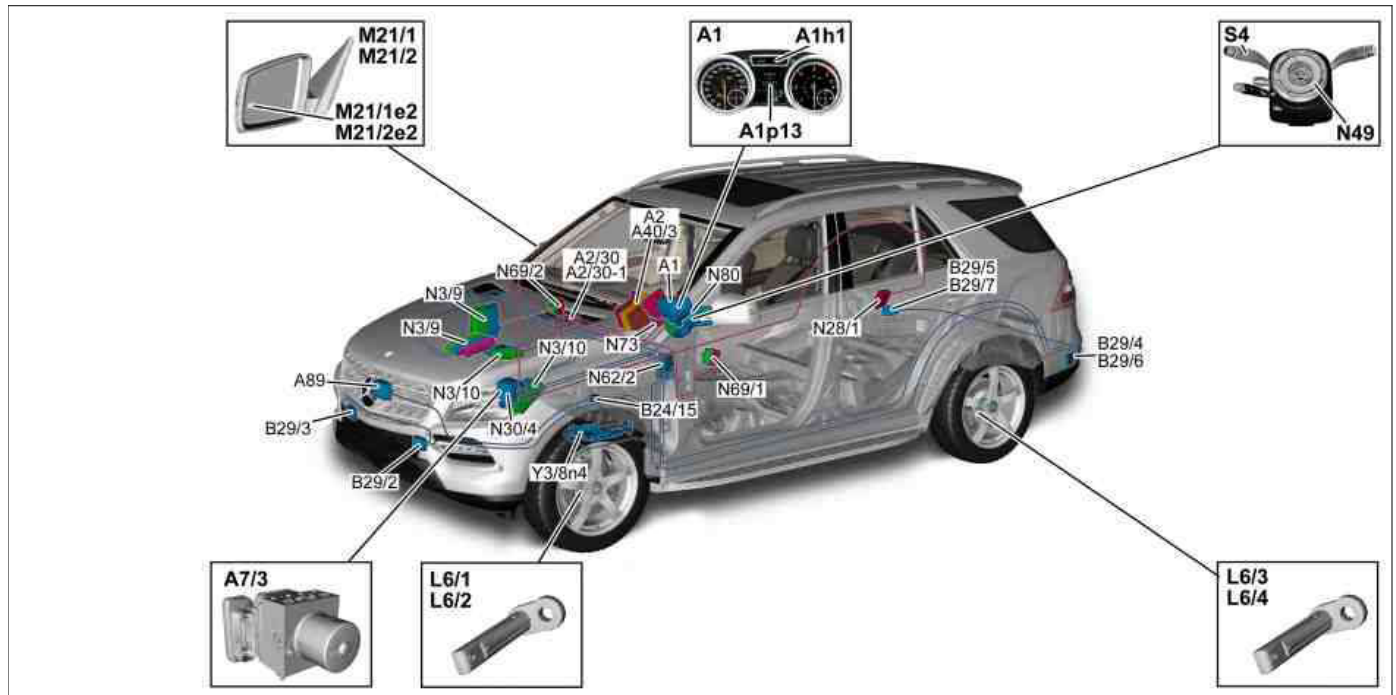 M21/1
M21/2
M21/1e2
M21/2e2
A1
A1h1
A1p13
S4
N49
A2
A40/3
A2/30
A2/30-1
A1
N80
N69/2
N3/9
N3/9
N73
N3/10
N3/10
N62/2
N69/1
B29/5
B29/7
N28/1
B29/4
B29/6
A89
B29/3
N30/4
B24/15
B29/2
Y3/8n4
A7/3
L6/1
L6/2
L6/3
L6/4